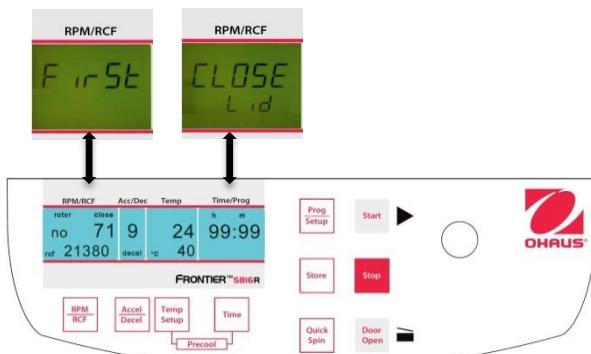 RPM/RCF
FirSt
RPM/RCF
CLOSE
Lid
RPM/RCF Acc/Dec Temp Time/Prog
rotor close h m
no 71 9 24 99:99
rcf 21380 decel °C 40
FRONTIER™ 5816R
RPM
RCF
Accel
Decel
Temp
Setup
Time
Precool
Prog
Setup
Start
Store
Stop
Quick
Spin
Door
Open
OHAUS®